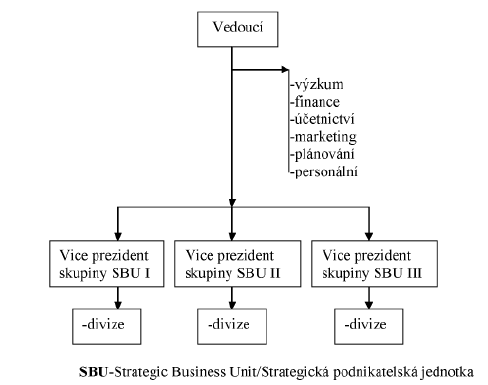 Vedoucí
-výzkum
-finance
-účetnictví
-marketing
-plánování
-personální
Vice prezident
skupiny SBU I
Vice prezident
skupiny SBU II
Vice prezident
skupiny SBU III
-divize
-divize
-divize
SBU-Strategic Business Unit/Strategická podnikatelská jednotka